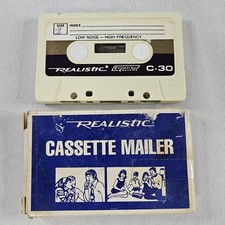 SIDE
INDEX
LOW NOISE — HIGH FREQUENCY
REALISTIC
C-30
REALISTIC
CASSETTE MAILER